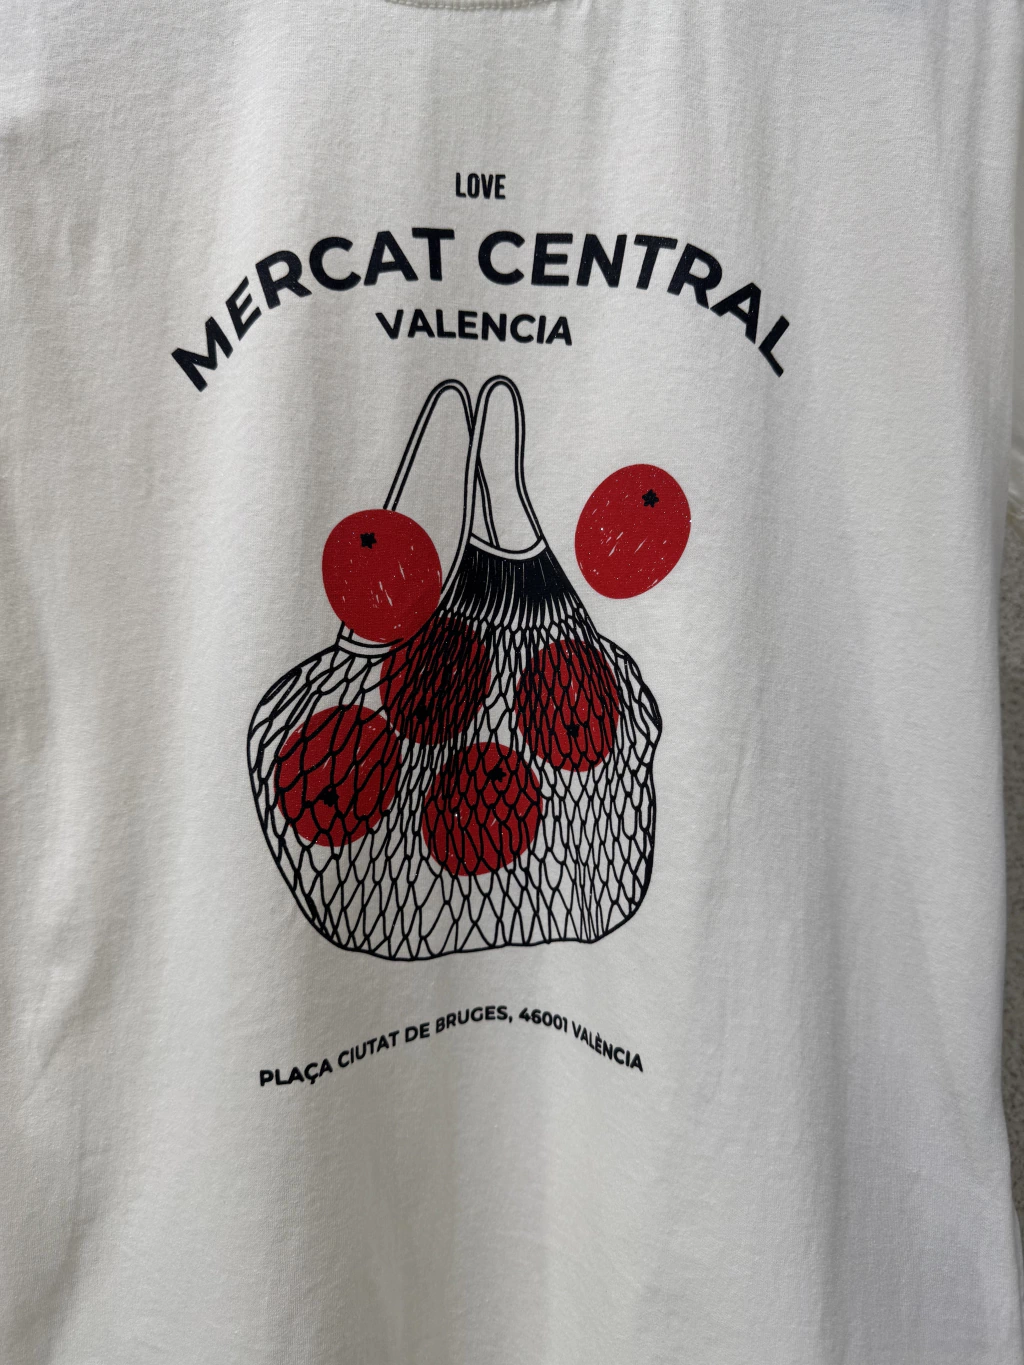 LOVE
MERCAT CENTRAL
VALENCIA
PLAÇA CIUTAT DE BRUGES, 46001 VALÈNCIA